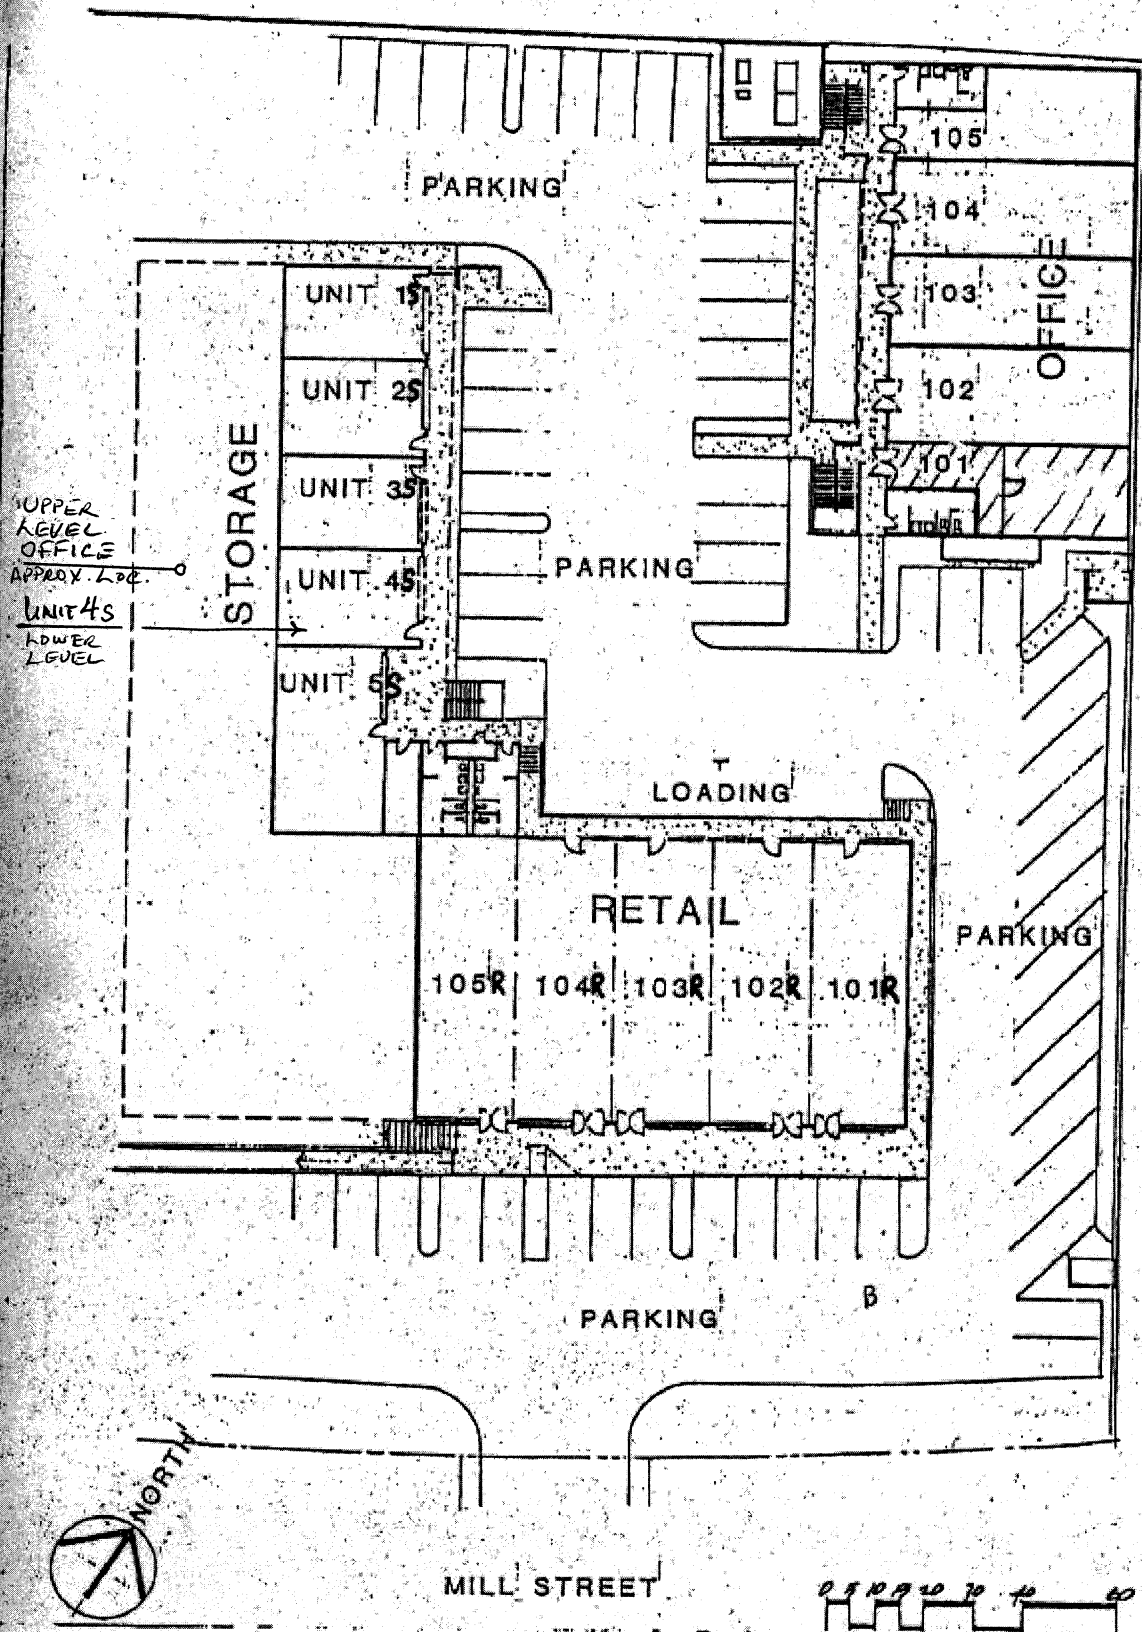 PARKING
105
104
103
OFFICE
102
101
UNIT 1S
UNIT 2S
UNIT 3S
UNIT 4S
UNIT 5S
STORAGE
UPPER
LEVEL
OFFICE
APPROX. LOC.
UNIT 4S
LOWER
LEVEL
PARKING
LOADING
RETAIL
PARKING
105R 104R 103R 102R 101R
PARKING
B
NORTH
MILL STREET
0 5 10 15 20 30 40 60